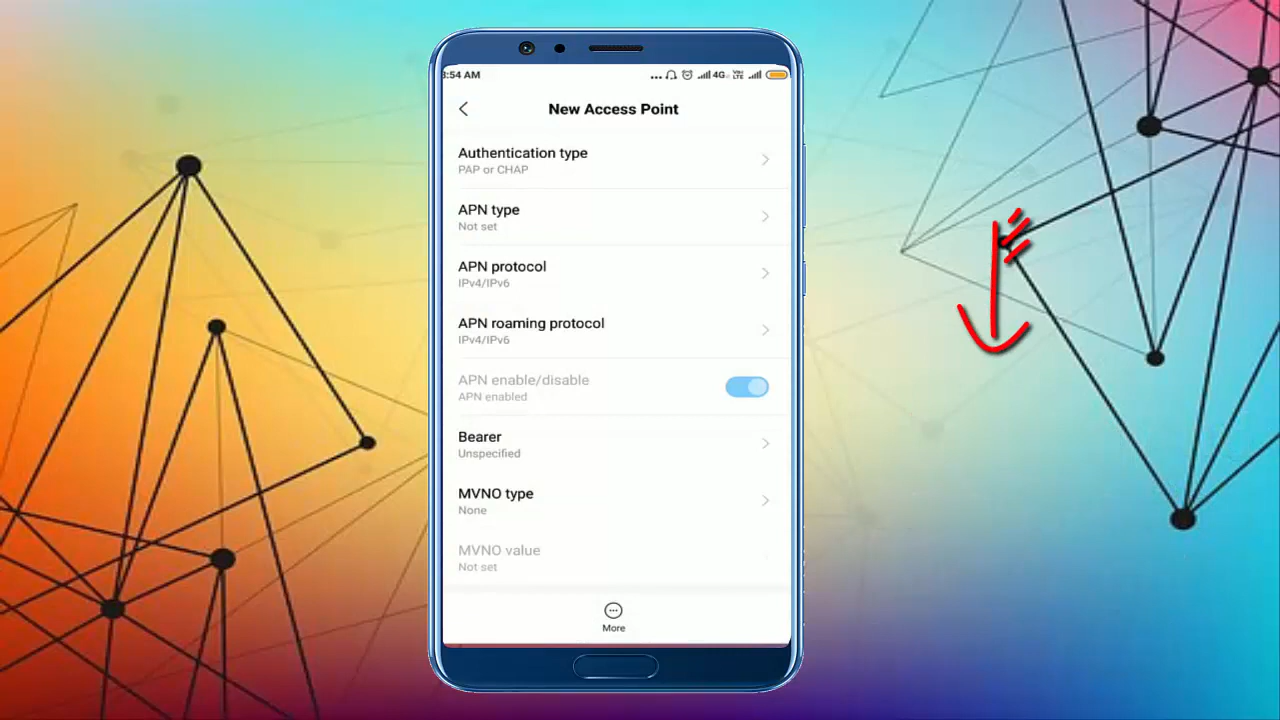 :54 AM
4G
VoLTE
New Access Point
Authentication type
PAP or CHAP
APN type
Not set
APN protocol
IPv4/IPv6
APN roaming protocol
IPv4/IPv6
APN enable/disable
APN enabled
Bearer
Unspecified
MVNO type
None
MVNO value
Not set
More